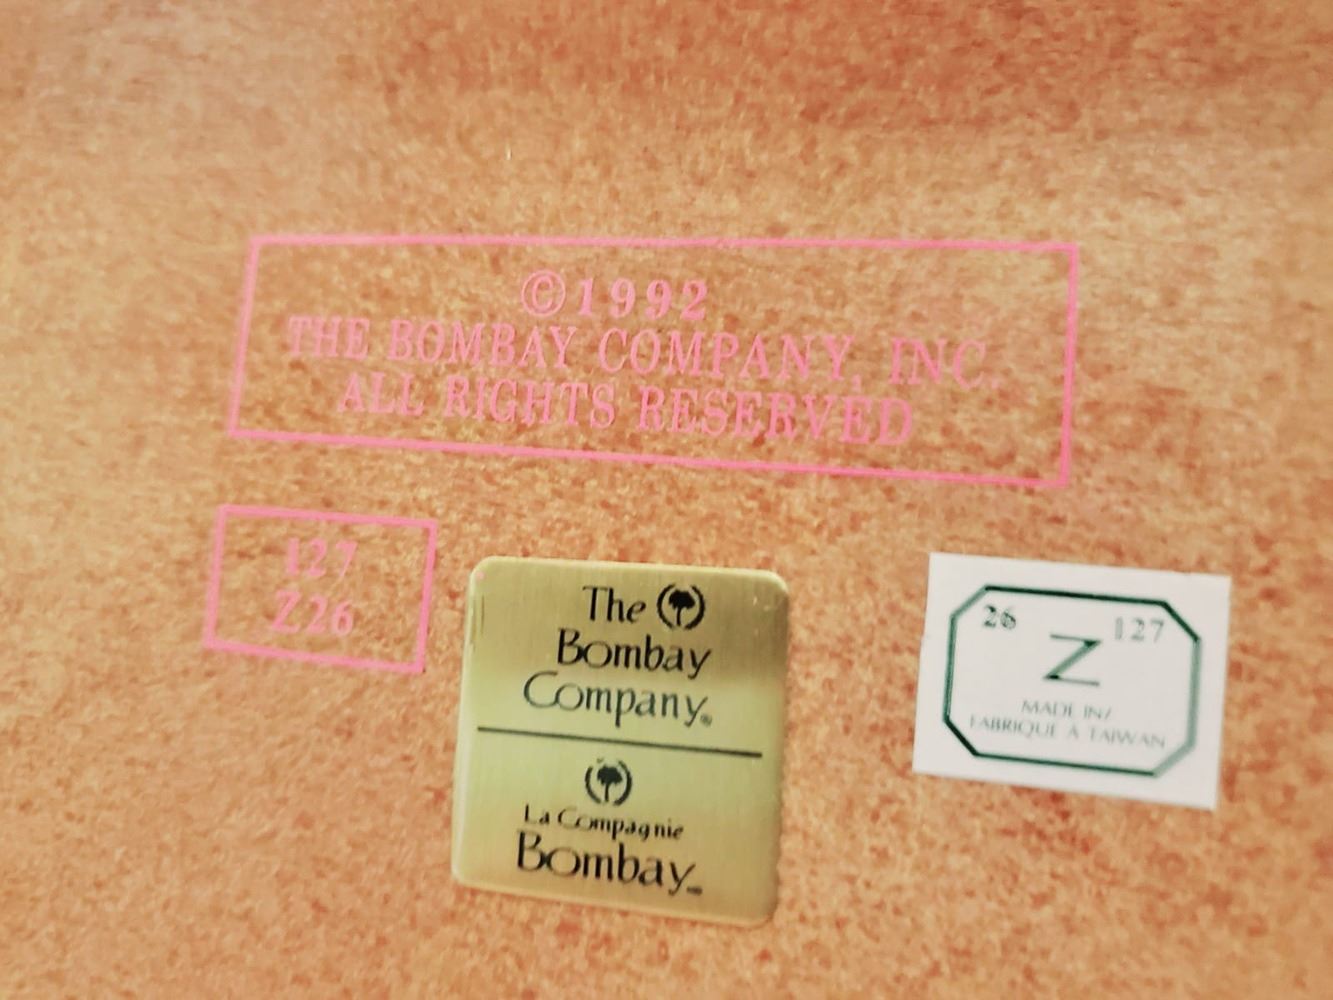 ©1992
THE BOMBAY COMPANY, INC.
ALL RIGHTS RESERVED
127
Z26
The
Bombay
Company®
La Compagnie
Bombay
26 127
Z
MADE IN/
FABRIQUE À TAIWAN